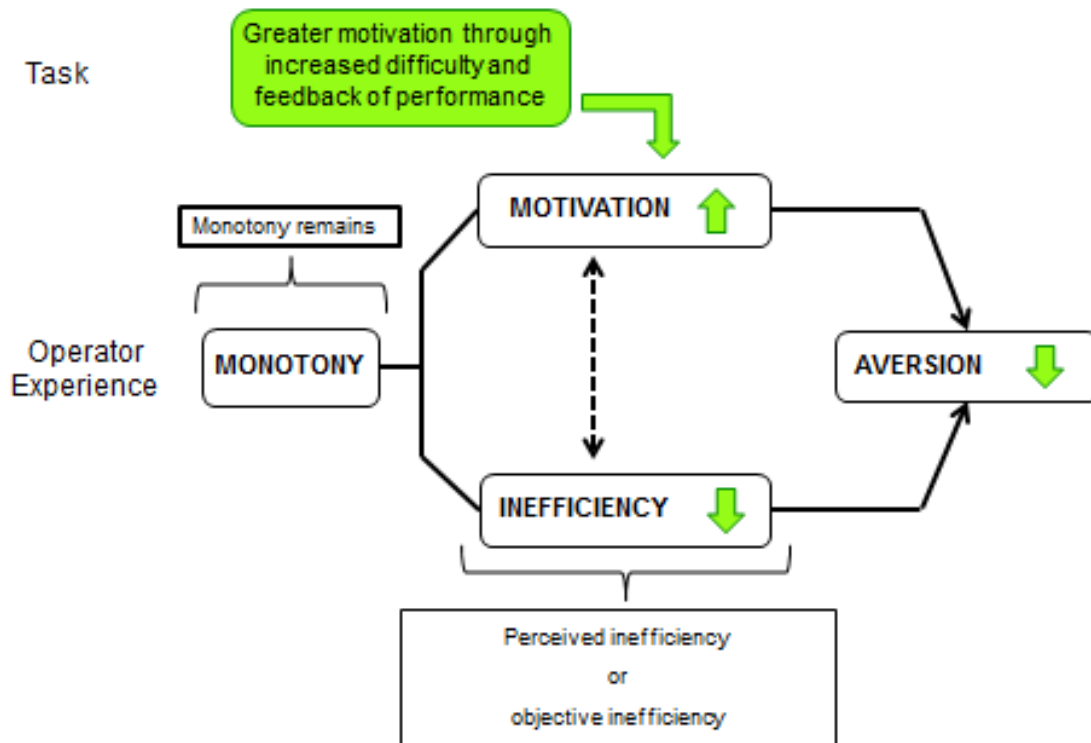 Greater motivation through
increased difficulty and
feedback of performance
Task
MOTIVATION
Monotony remains
Operator
Experience
MONOTONY
AVERSION
INEFFICIENCY
Perceived inefficiency
or
objective inefficiency